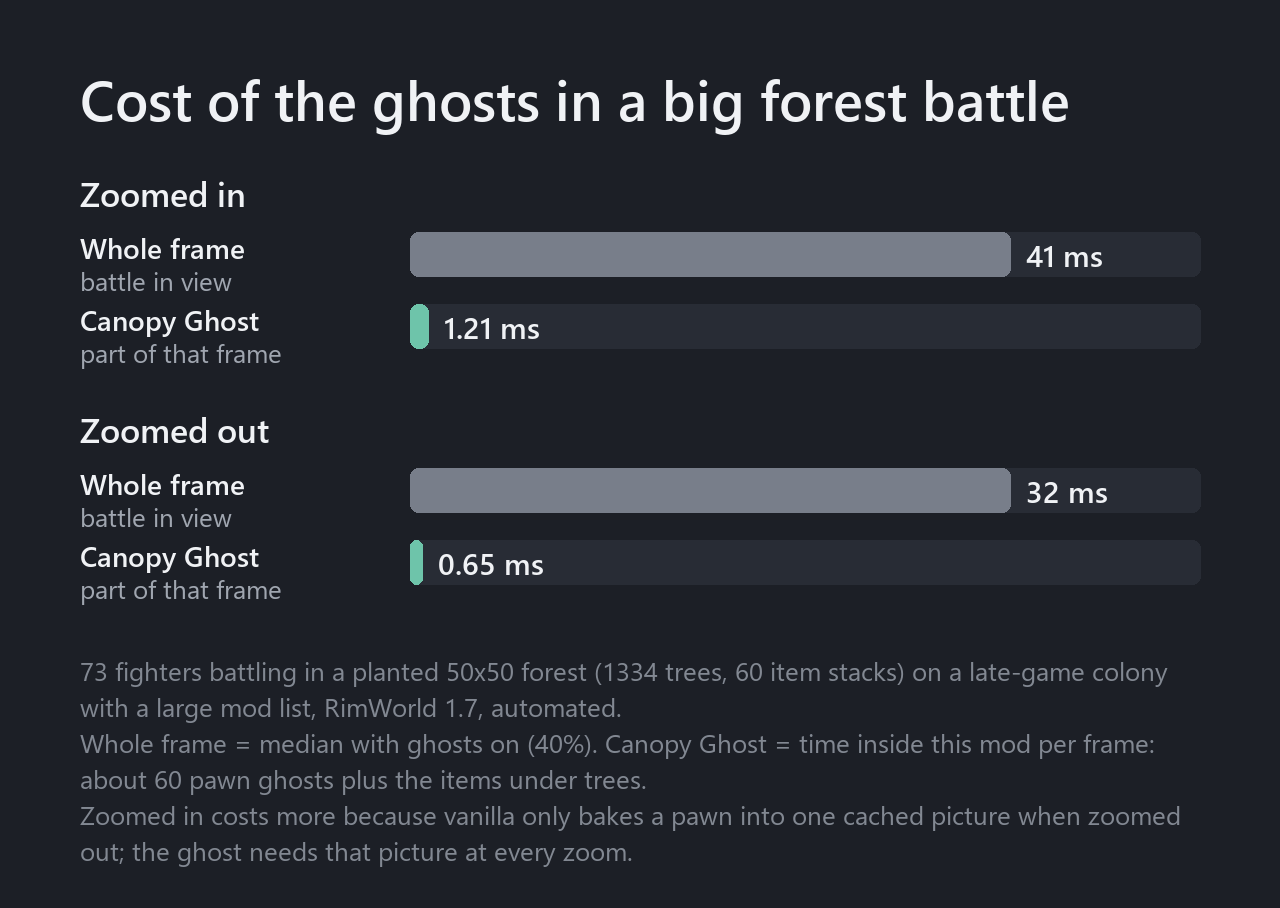 Cost of the ghosts in a big forest battle
Zoomed in
Whole frame
battle in view
41 ms
Canopy Ghost
part of that frame
1.21 ms
Zoomed out
Whole frame
battle in view
32 ms
Canopy Ghost
part of that frame
0.65 ms
73 fighters battling in a planted 50x50 forest (1334 trees, 60 item stacks) on a late-game colony
with a large mod list, RimWorld 1.7, automated.
Whole frame = median with ghosts on (40%). Canopy Ghost = time inside this mod per frame:
about 60 pawn ghosts plus the items under trees.
Zoomed in costs more because vanilla only bakes a pawn into one cached picture when zoomed
out; the ghost needs that picture at every zoom.